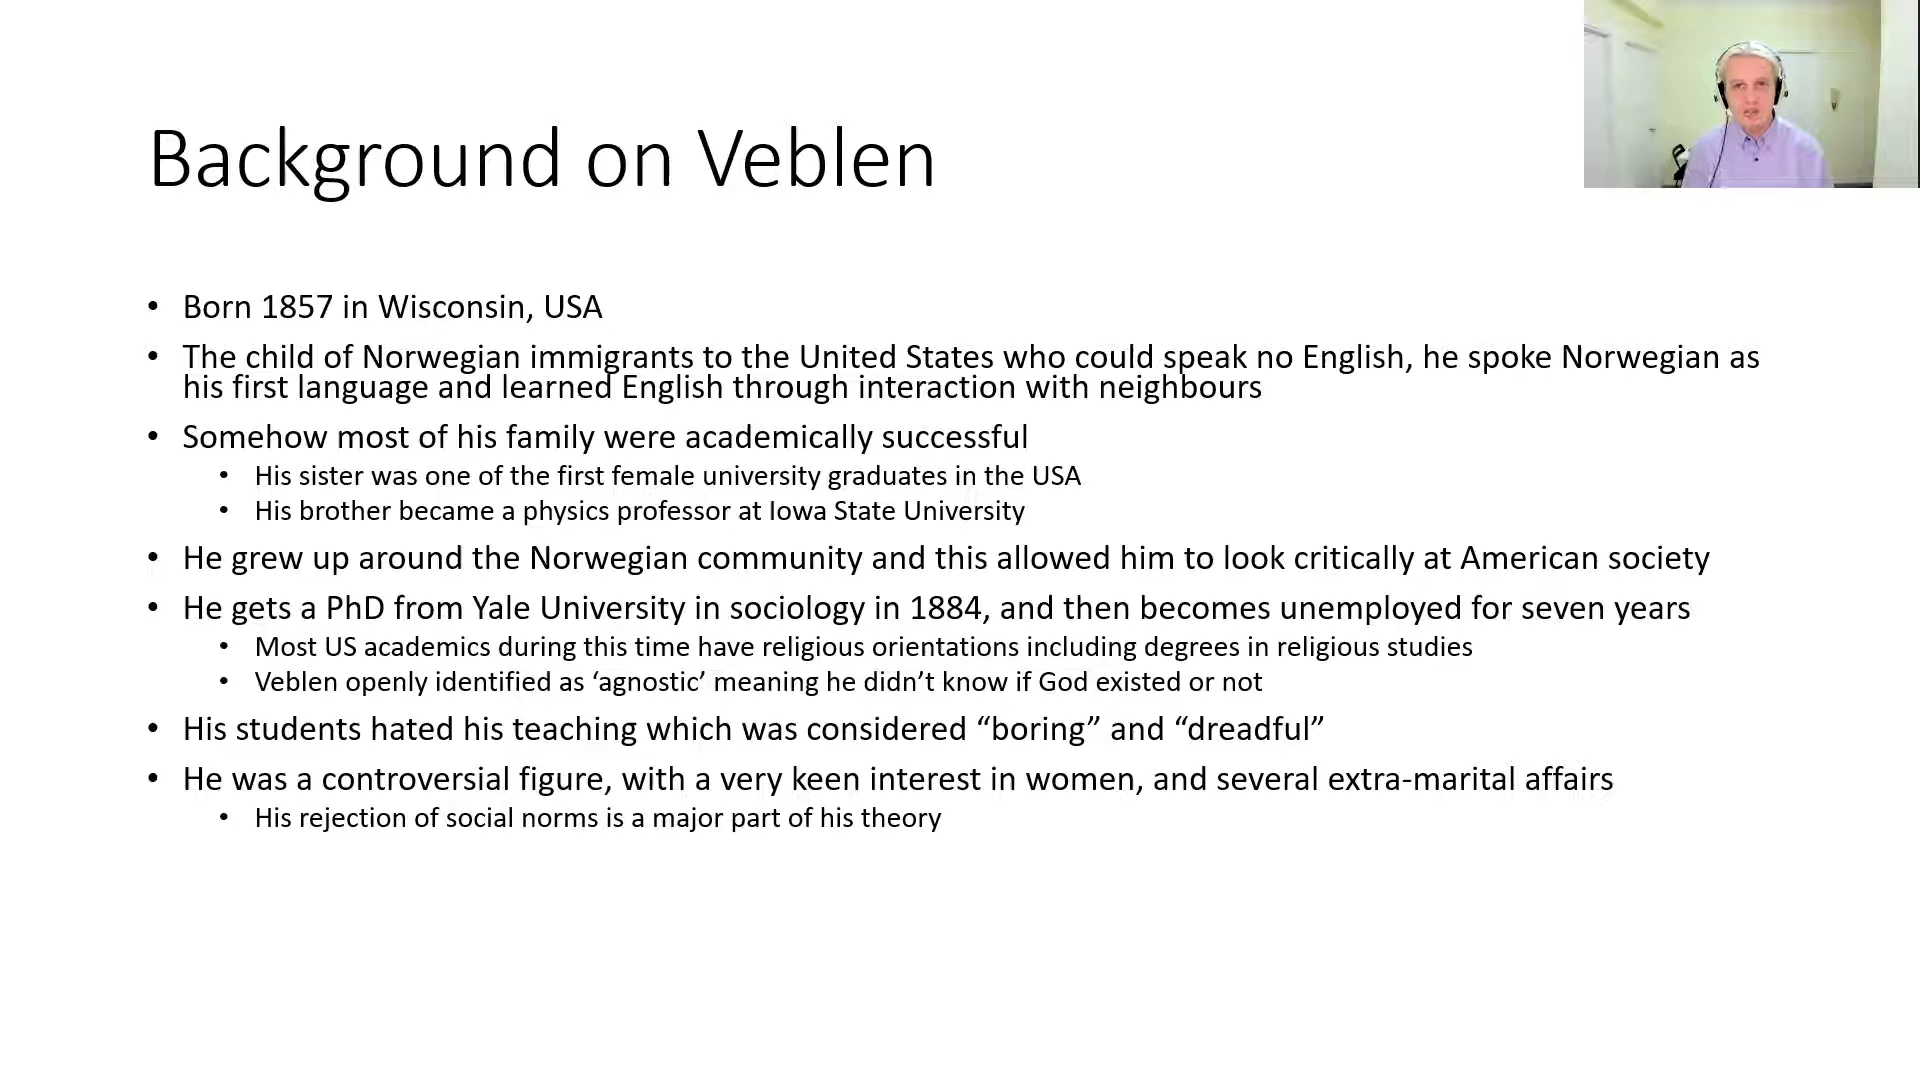 Background on Veblen
• Born 1857 in Wisconsin, USA
• The child of Norwegian immigrants to the United States who could speak no English, he spoke Norwegian as
his first language and learned English through interaction with neighbours
• Somehow most of his family were academically successful
• His sister was one of the first female university graduates in the USA
• His brother became a physics professor at Iowa State University
• He grew up around the Norwegian community and this allowed him to look critically at American society
• He gets a PhD from Yale University in sociology in 1884, and then becomes unemployed for seven years
• Most US academics during this time have religious orientations including degrees in religious studies
• Veblen openly identified as ‘agnostic’ meaning he didn’t know if God existed or not
• His students hated his teaching which was considered “boring” and “dreadful”
• He was a controversial figure, with a very keen interest in women, and several extra-marital affairs
• His rejection of social norms is a major part of his theory